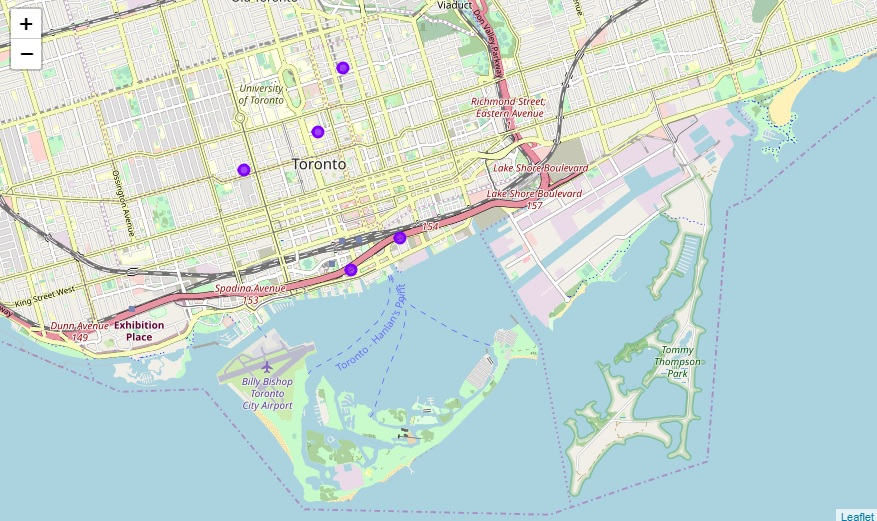 Old Toronto
Viaduct
+
−
Don Valley Parkway
University
of Toronto
Richmond Street;
Eastern Avenue
Toronto
Lake Shore Boulevard
Ossington Avenue
Lake Shore Boulevard
157
154
King Street West
Spadina Avenue
153
Dunn Avenue
149
Exhibition
Place
Toronto - Hanlan's Point
Billy Bishop
Toronto
City Airport
Tommy
Thompson
Park
Leaflet